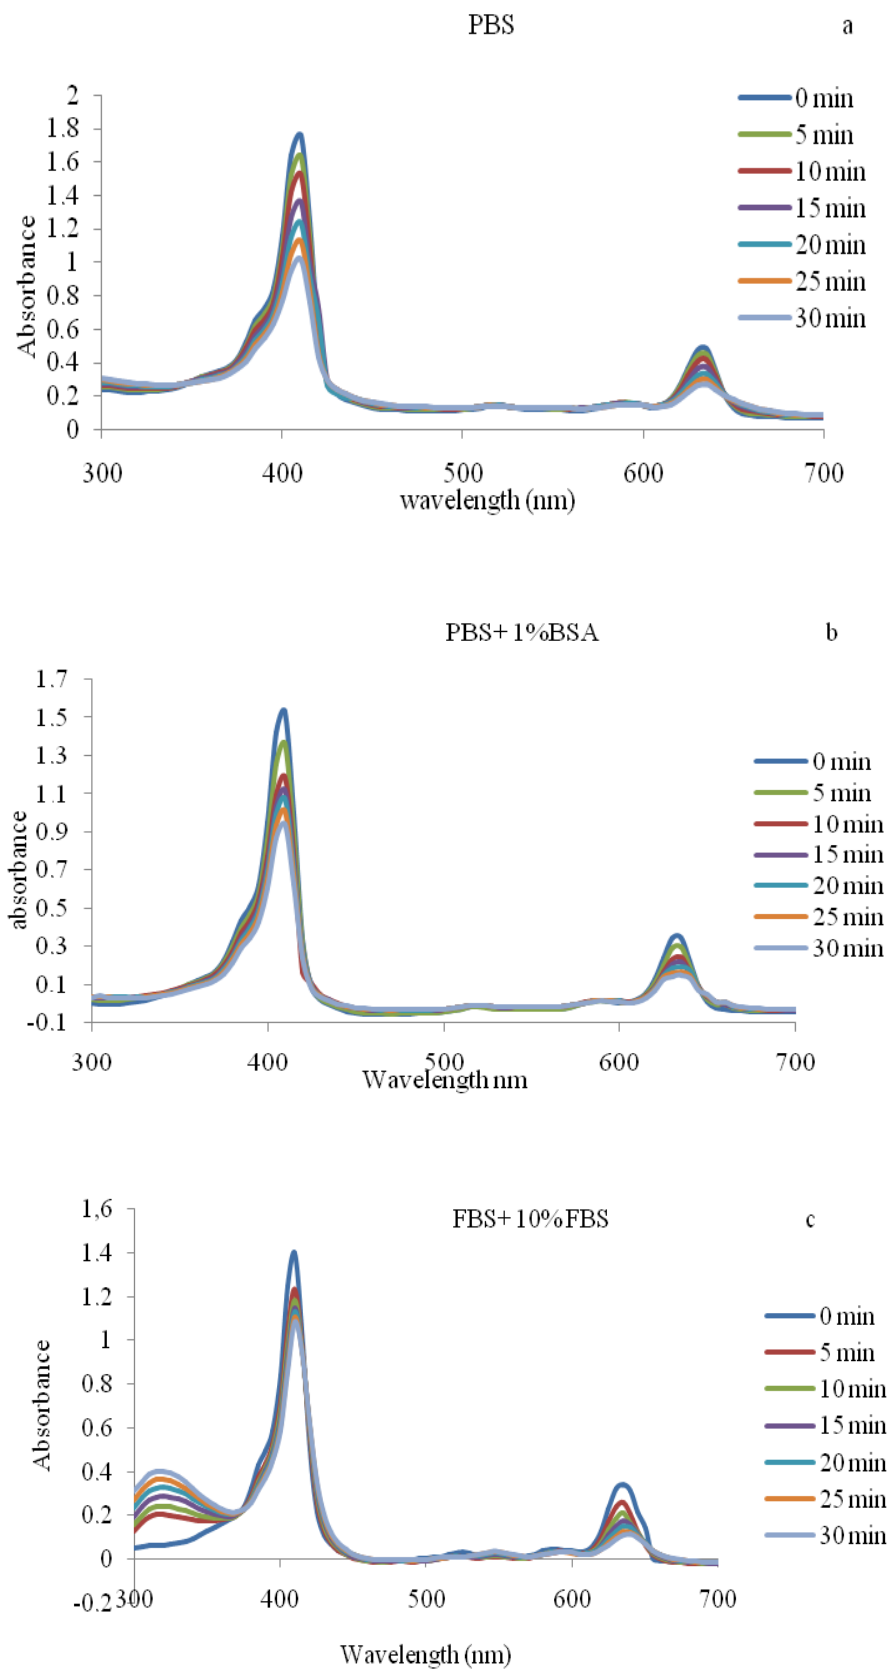 PBS a
2
1.8
1.6
1.4
1.2
1
0.8
0.6
0.4
0.2
0
Absorbance
300 400 500 600 700
wavelength (nm)
0 min
5 min
10 min
15 min
20 min
25 min
30 min
PBS+ 1%BSA b
1.7
1.5
1.3
1.1
0.9
0.7
0.5
0.3
0.1
-0.1
absorbance
300 400 500 600 700
Wavelength nm
0 min
5 min
10 min
15 min
20 min
25 min
30 min
FBS+ 10%FBS c
1,6
1.4
1.2
1
0.8
0.6
0.4
0.2
0
-0.2
Absorbance
300 400 500 600 700
Wavelength (nm)
0 min
5 min
10 min
15 min
20 min
25 min
30 min